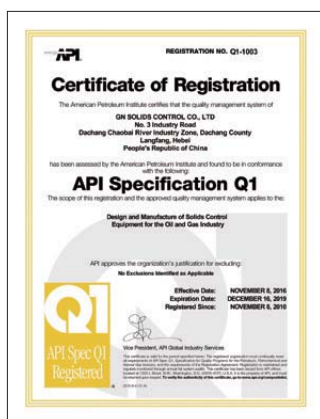 API
REGISTRATION NO. Q1-1003
Certificate of Registration
The American Petroleum Institute certifies that the quality management system of
GN SOLIDS CONTROL CO., LTD
No. 3 Industry Road
Dachang Chaobai River Industry Zone, Dachang County
Langfang, Hebei
People's Republic of China
has been assessed by the American Petroleum Institute and found to be in conformance
with the following:
API Specification Q1
The scope of this registration and the approved quality management system applies to the:
Design and Manufacture of Solids Control
Equipment for the Oil and Gas Industry
API approves the organization's justification for excluding:
No Exclusions Identified as Applicable
Effective Date: NOVEMBER 8, 2016
Expiration Date: DECEMBER 16, 2019
Registered Since: NOVEMBER 8, 2010
Q1
API Spec Q1
Registered
®
Vice President, API Global Industry Services